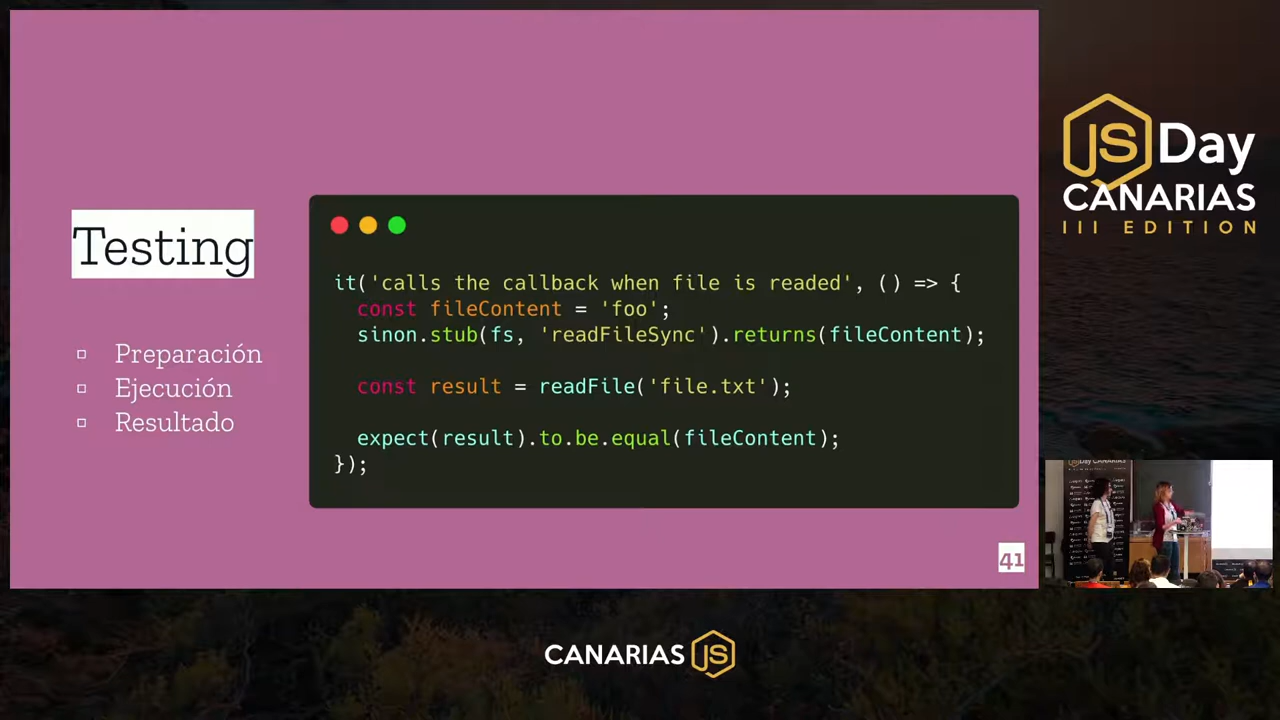 Testing
Preparación
Ejecución
Resultado
it('calls the callback when file is readed', () => {
  const fileContent = 'foo';
  sinon.stub(fs, 'readFileSync').returns(fileContent);
  const result = readFile('file.txt');
  expect(result).to.be.equal(fileContent);
});
41
JS Day
CANARIAS
III EDITION
CANARIAS JS